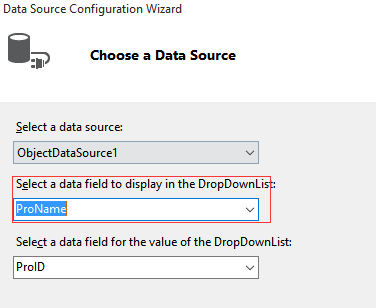 Data Source Configuration Wizard
Choose a Data Source
Select a data source:
ObjectDataSource1
Select a data field to display in the DropDownList:
ProName
Select a data field for the value of the DropDownList:
ProID